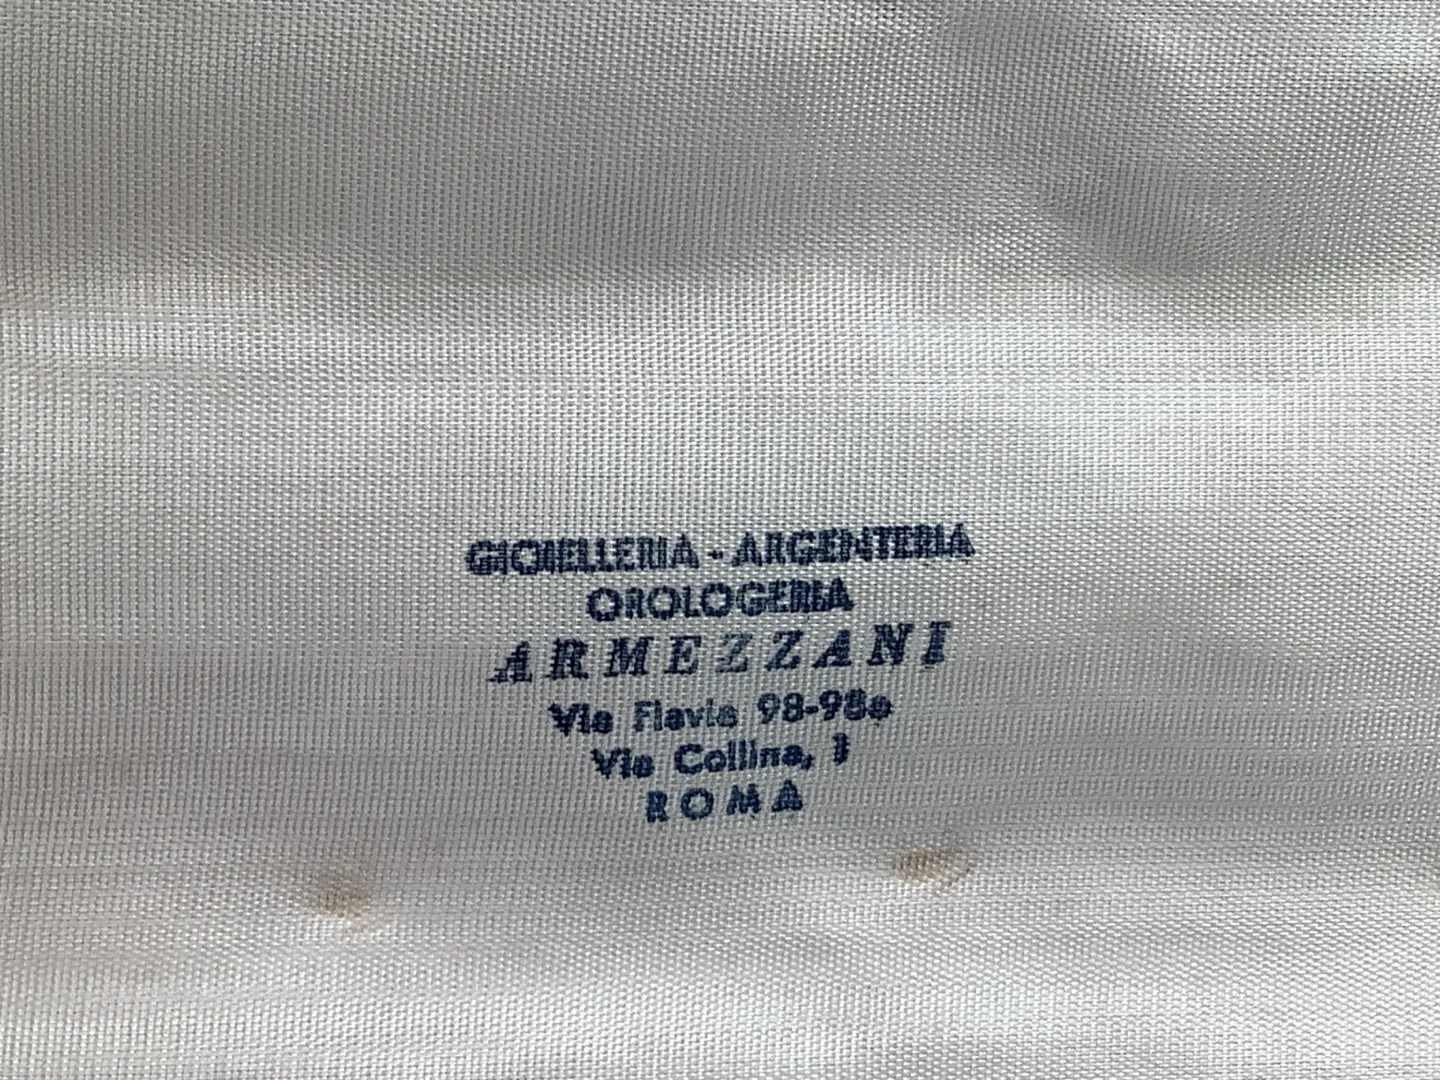 GIOIELLERIA - ARGENTERIA
OROLOGERIA
ARMEZZANI
Via Flavia 98-98a
Via Collina, 1
ROMA